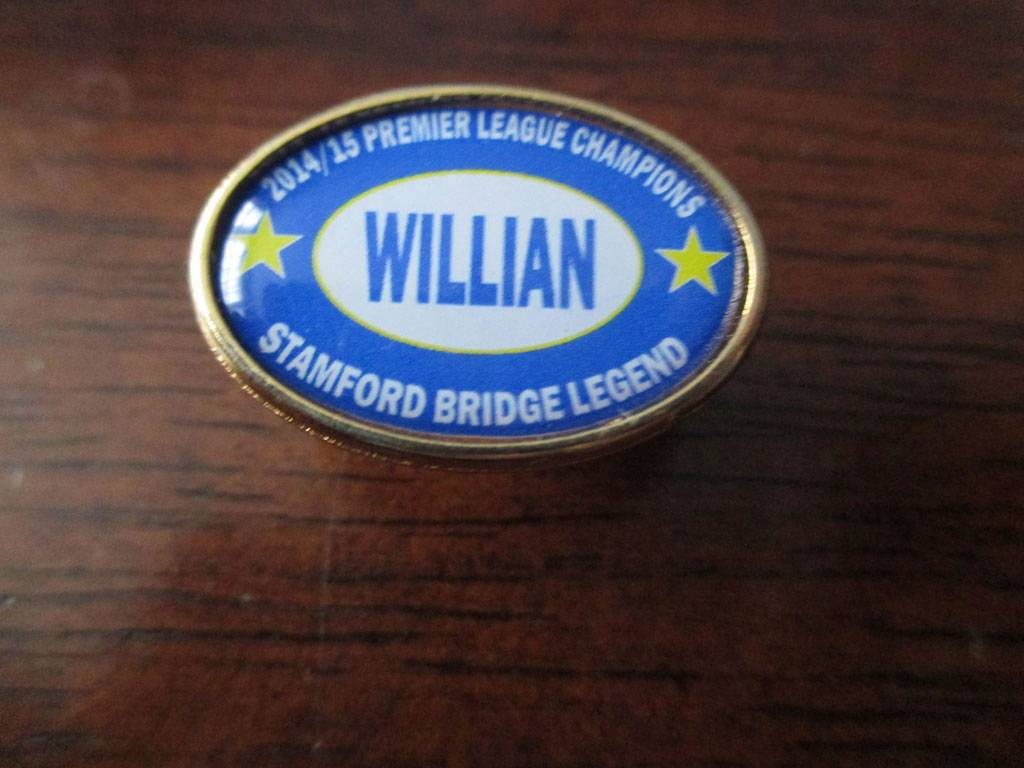 2014/15 PREMIER LEAGUE CHAMPIONS
WILLIAN
STAMFORD BRIDGE LEGEND